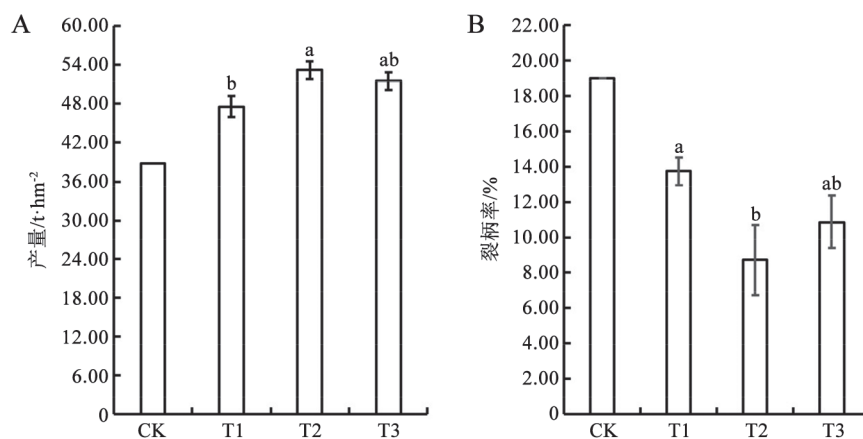 A
产量/t·hm⁻²
60.00
54.00
48.00
42.00
36.00
30.00
24.00
18.00
12.00
6.00
0
b
a
ab
CK
T1
T2
T3
B
裂柄率/%
22.00
20.00
18.00
16.00
14.00
12.00
10.00
8.00
6.00
4.00
2.00
0
a
b
ab
CK
T1
T2
T3